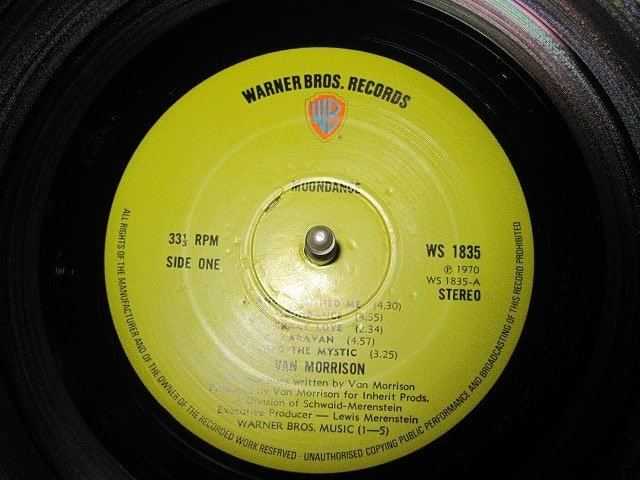 WARNER BROS. RECORDS
MOONDANCE
33⅓ RPM
SIDE ONE
WS 1835
℗ 1970
WS 1835-A
STEREO
ME (4.30)
(4.35)
LOVE (2.34)
CARAVAN (4.57)
THE MYSTIC (3.25)
VAN MORRISON
written by Van Morrison
by Van Morrison for Inherit Prods.
Division of Schwaid-Merenstein
Executive Producer — Lewis Merenstein
WARNER BROS. MUSIC (1—5)
ALL RIGHTS OF THE MANUFACTURER AND OF THE OWNER OF THE RECORDED WORK RESERVED · UNAUTHORISED COPYING PUBLIC PERFORMANCE AND BROADCASTING OF THIS RECORD PROHIBITED